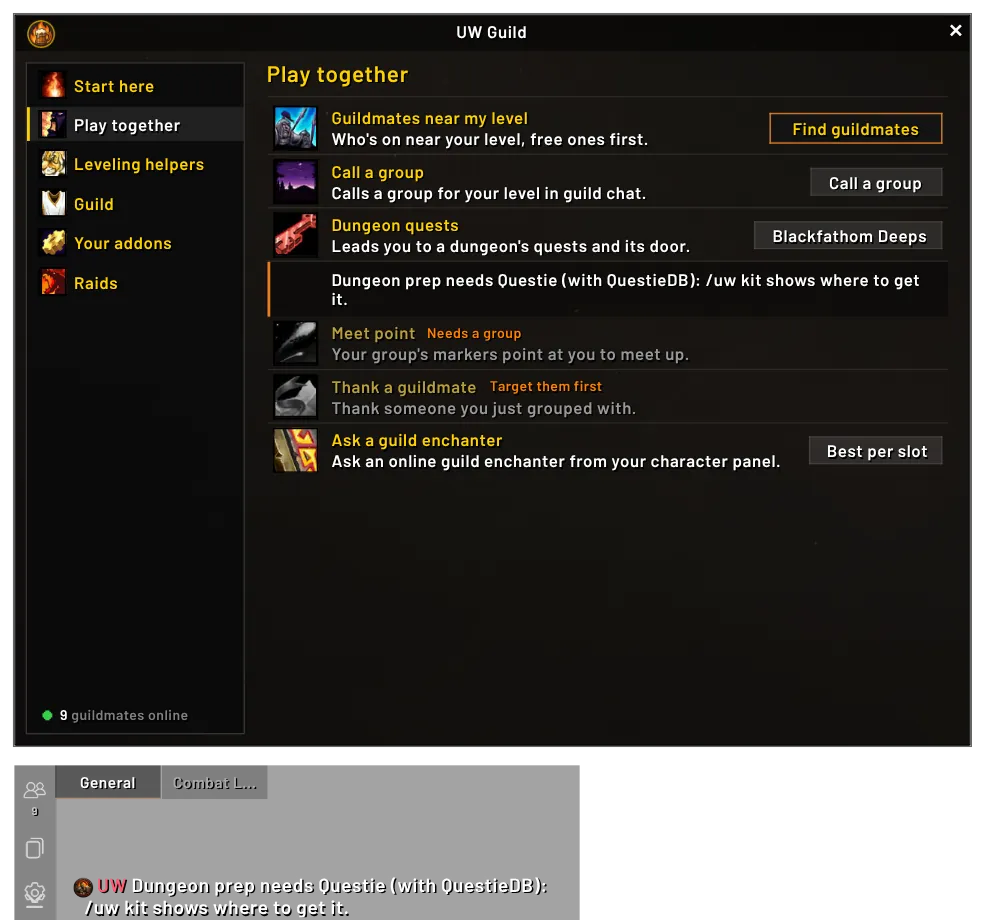 UW Guild
Start here
Play together
Leveling helpers
Guild
Your addons
Raids
9 guildmates online
Play together
Guildmates near my level
Who's on near your level, free ones first.
Find guildmates
Call a group
Calls a group for your level in guild chat.
Call a group
Dungeon quests
Leads you to a dungeon's quests and its door.
Blackfathom Deeps
Dungeon prep needs Questie (with QuestieDB): /uw kit shows where to get
it.
Meet point Needs a group
Your group's markers point at you to meet up.
Thank a guildmate Target them first
Thank someone you just grouped with.
Ask a guild enchanter
Ask an online guild enchanter from your character panel.
Best per slot
9
General
Combat L...
UW Dungeon prep needs Questie (with QuestieDB):
/uw kit shows where to get it.